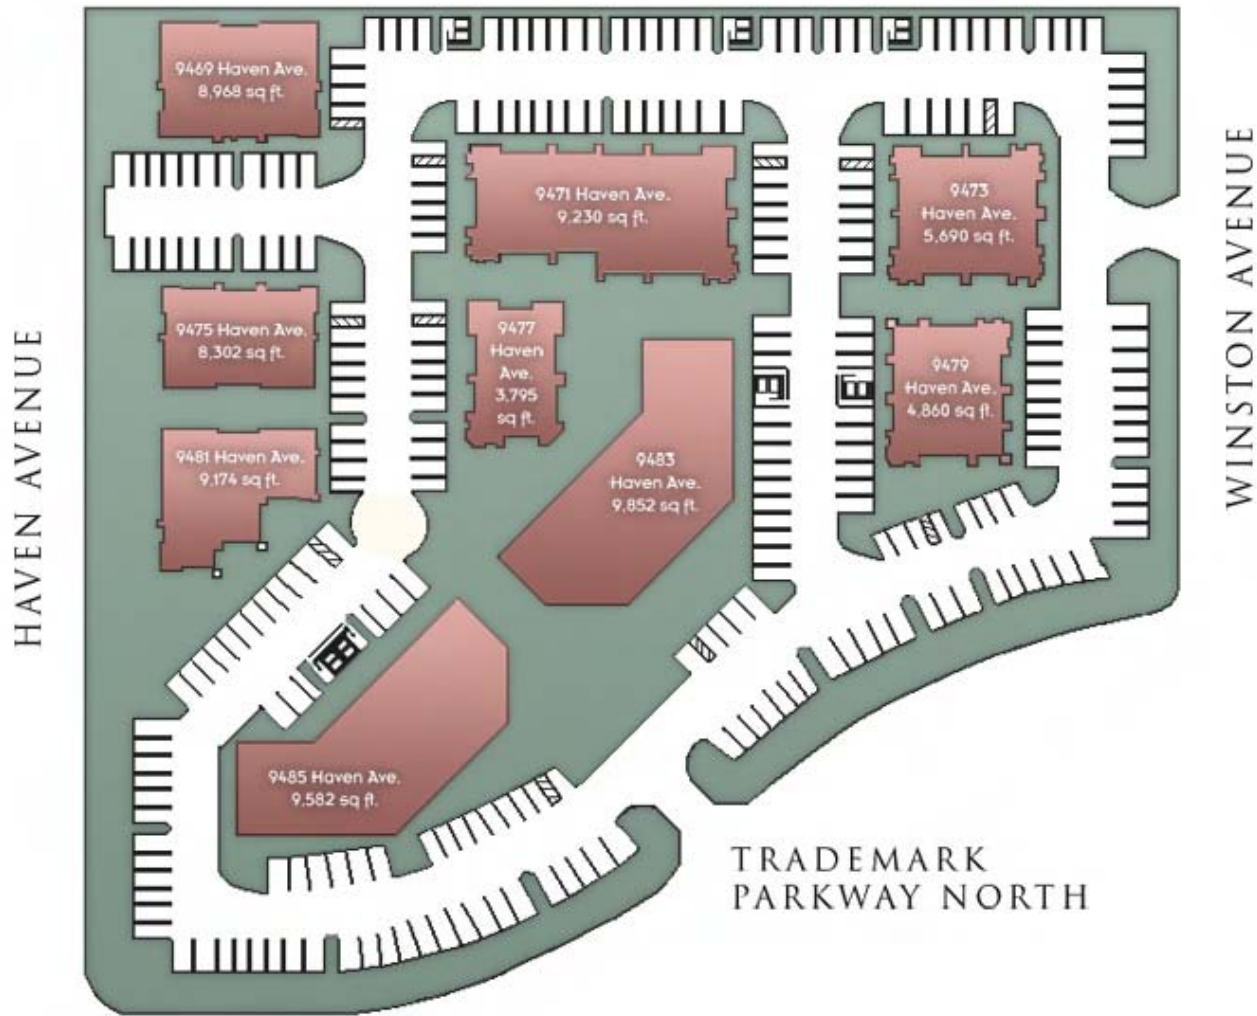 9469 Haven Ave.
8,968 sq ft.
9471 Haven Ave.
9,230 sq ft.
9473
Haven Ave.
5,690 sq ft.
9475 Haven Ave.
8,302 sq ft.
9477
Haven
Ave.
3,795
sq ft.
9479
Haven Ave.
4,860 sq ft.
9481 Haven Ave.
9,174 sq ft.
9483
Haven Ave.
9,852 sq ft.
9485 Haven Ave.
9,582 sq ft.
HAVEN AVENUE
WINSTON AVENUE
TRADEMARK
PARKWAY NORTH